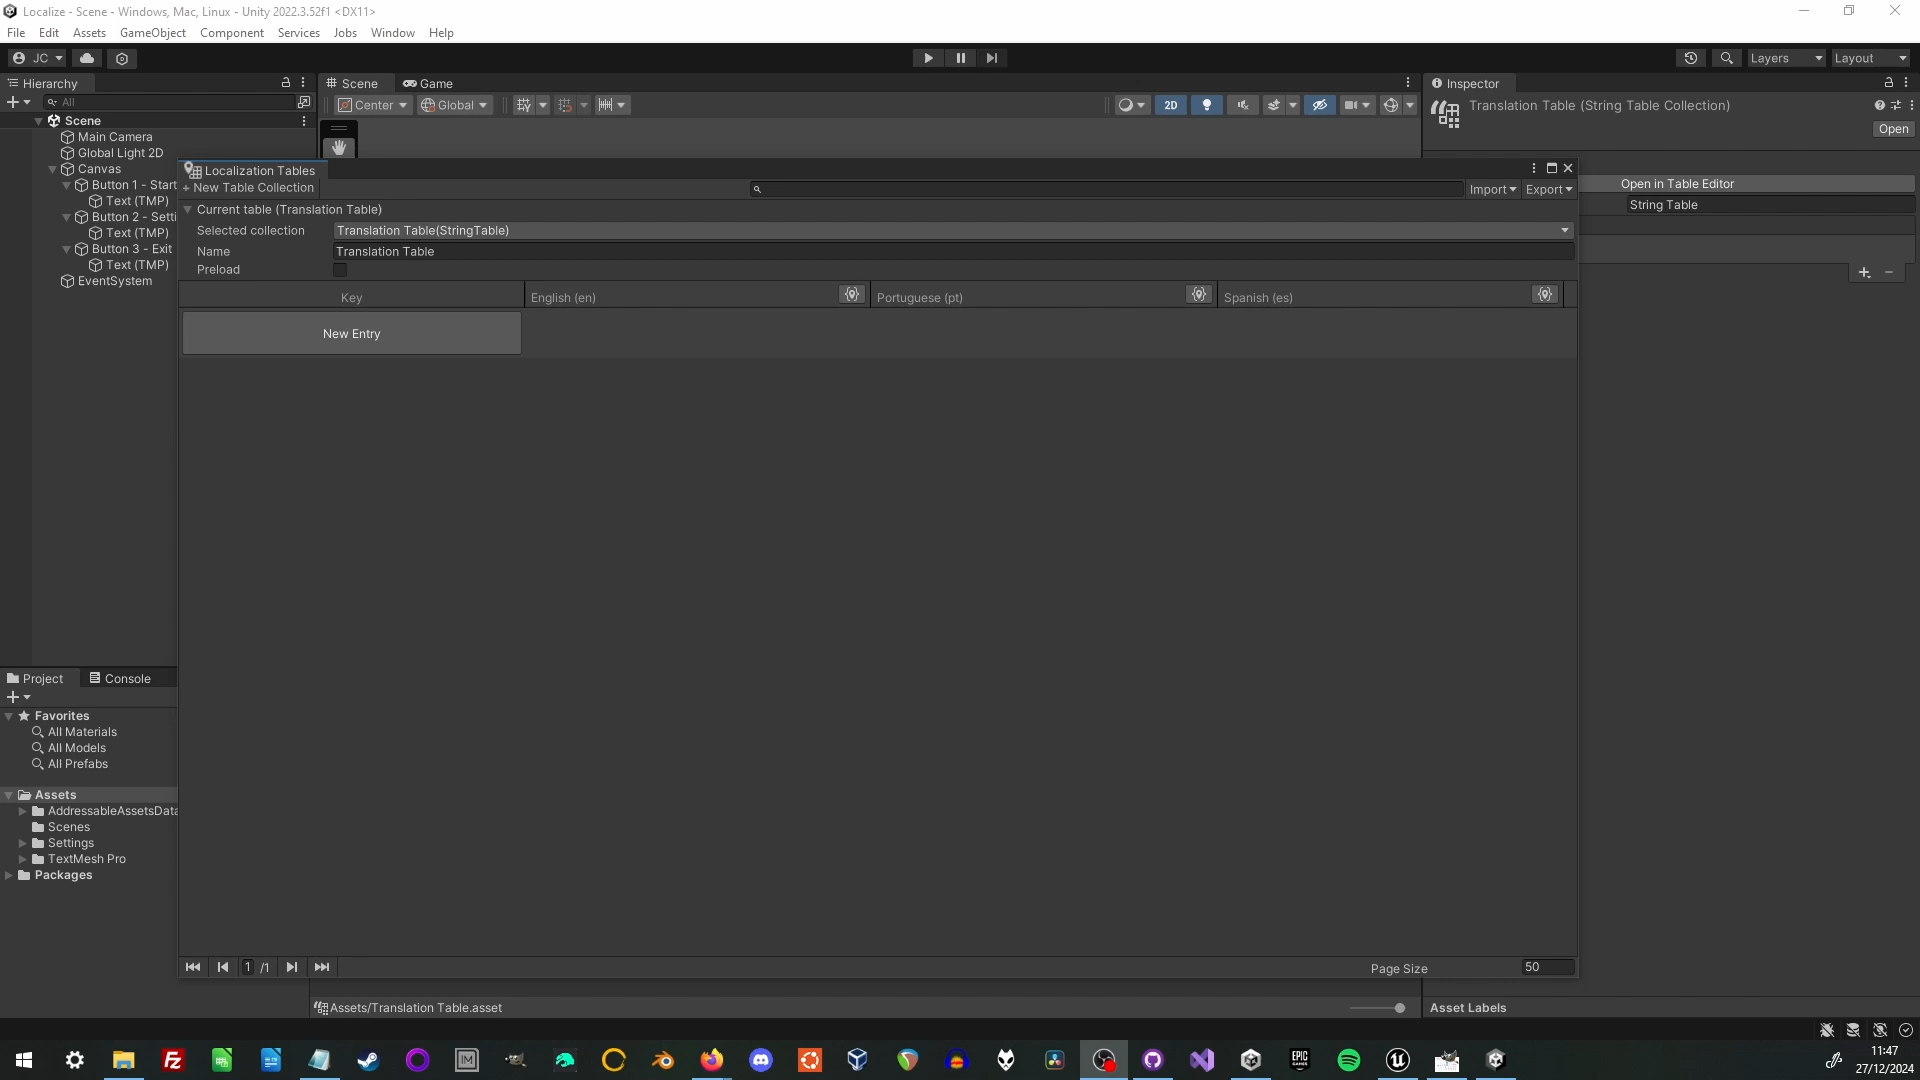 Localize - Scene - Windows, Mac, Linux - Unity 2022.3.52f1 <DX11>
File Edit Assets GameObject Component Services Jobs Window Help
JC
Layers
Layout
Hierarchy
Scene
Game
Inspector
All
Center
Global
2D
Translation Table (String Table Collection)
Open
Scene
Main Camera
Global Light 2D
Canvas
Button 1 - Start
Text (TMP)
Button 2 - Setti
Text (TMP)
Button 3 - Exit
Text (TMP)
EventSystem
Localization Tables
+ New Table Collection
Import
Export
Open in Table Editor
String Table
Current table (Translation Table)
Selected collection
Translation Table(StringTable)
Name
Translation Table
Preload
Key
English (en)
Portuguese (pt)
Spanish (es)
New Entry
Project
Console
Favorites
All Materials
All Models
All Prefabs
Assets
AddressableAssetsData
Scenes
Settings
TextMesh Pro
Packages
1 /1
Page Size
50
Assets/Translation Table.asset
Asset Labels
11:47
27/12/2024